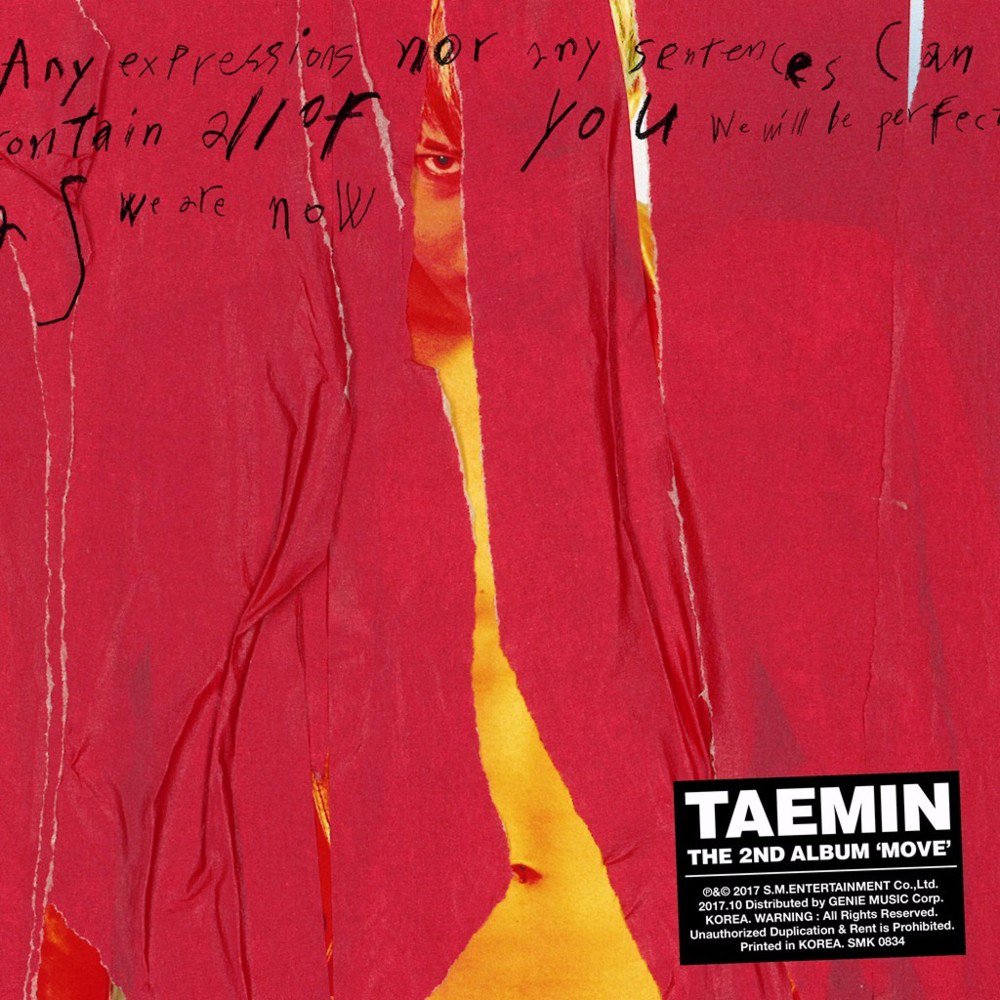 Any expressions nor any sentences Can
contain all of you We will be perfect
as we are now
TAEMIN
THE 2ND ALBUM ‘MOVE’
℗&© 2017 S.M.ENTERTAINMENT Co.,Ltd.
2017.10 Distributed by GENIE MUSIC Corp.
KOREA. WARNING : All Rights Reserved.
Unauthorized Duplication & Rent is Prohibited.
Printed in KOREA. SMK 0834